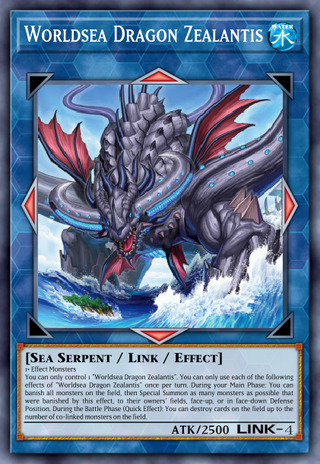 Worldsea Dragon Zealantis
WATER
水
[Sea Serpent / Link / Effect]
1+ Effect Monsters
You can only control 1 "Worldsea Dragon Zealantis". You can only use each of the following
effects of "Worldsea Dragon Zealantis" once per turn. During your Main Phase: You can
banish all monsters on the field, then Special Summon as many monsters as possible that
were banished by this effect, to their owners' fields, face-up, or in face-down Defense
Position. During the Battle Phase (Quick Effect): You can destroy cards on the field up to the
number of co-linked monsters on the field.
ATK/2500 LINK-4